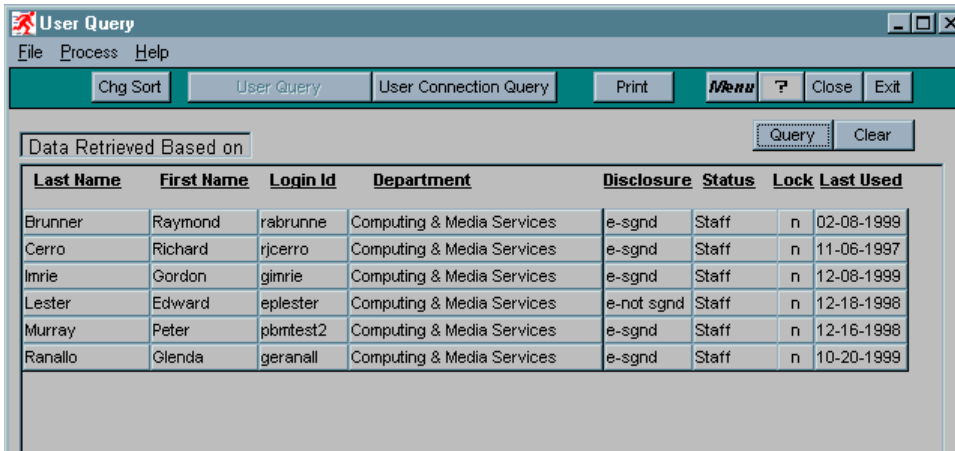 User Query
File Process Help
Chg Sort User Query User Connection Query Print Menu ? Close Exit
Query Clear
Data Retrieved Based on
Last Name First Name Login Id Department Disclosure Status Lock Last Used
Brunner Raymond rabrunne Computing & Media Services e-sgnd Staff n 02-08-1999
Cerro Richard rjcerro Computing & Media Services e-sgnd Staff n 11-06-1997
Imrie Gordon gimrie Computing & Media Services e-sgnd Staff n 12-08-1999
Lester Edward eplester Computing & Media Services e-not sgnd Staff n 12-18-1998
Murray Peter pbmtest2 Computing & Media Services e-sgnd Staff n 12-16-1998
Ranallo Glenda geranall Computing & Media Services e-sgnd Staff n 10-20-1999